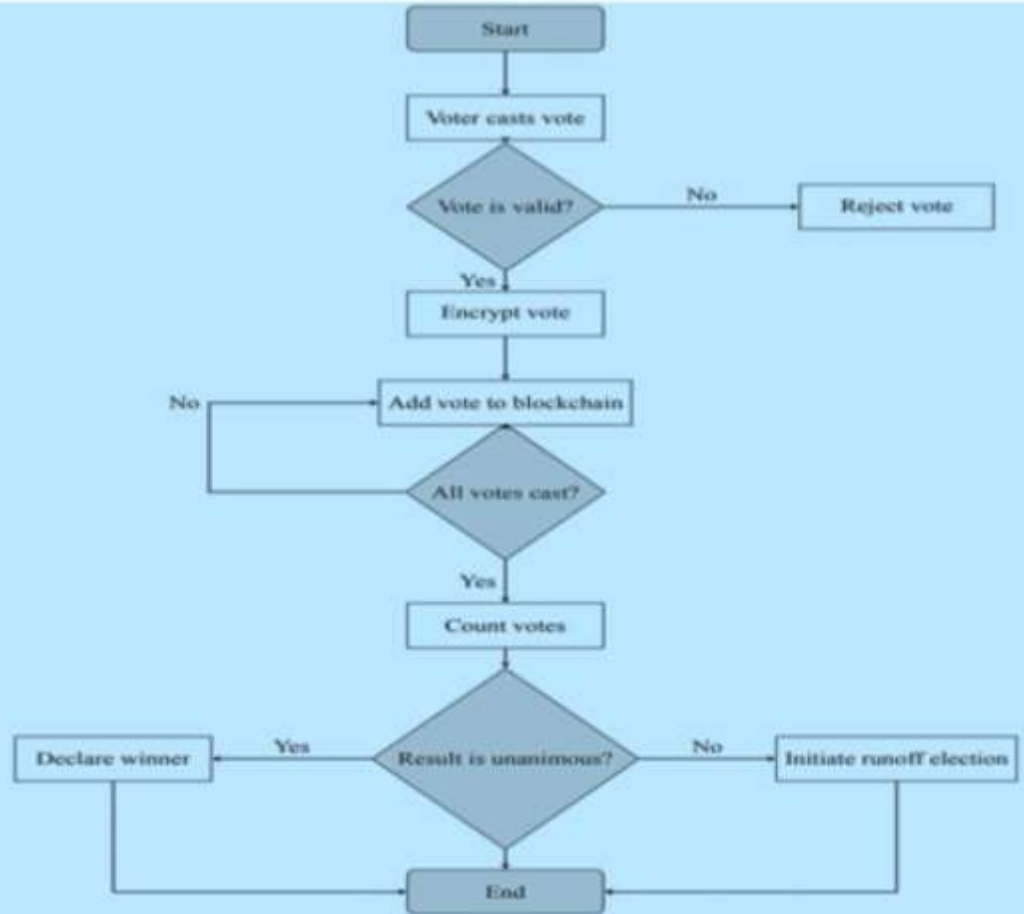 Start
Voter casts vote
Vote is valid?
No
Reject vote
Yes
Encrypt vote
No
Add vote to blockchain
All votes cast?
Yes
Count votes
Declare winner
Yes
Result is unanimous?
No
Initiate runoff election
End